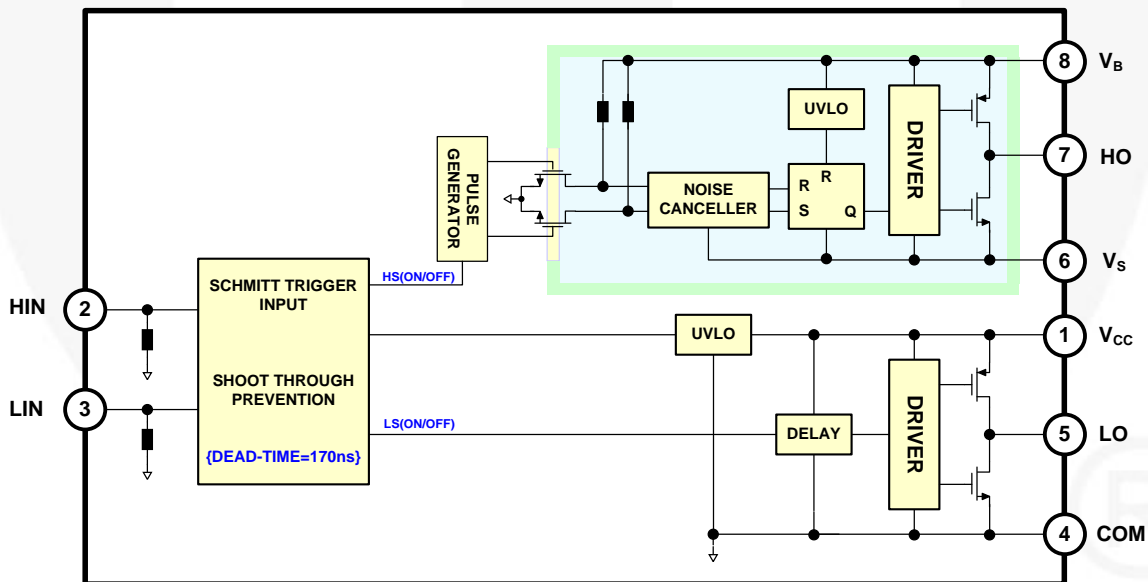 8 V_B
UVLO
DRIVER
PULSE GENERATOR
7 HO
R
NOISE
CANCELLER
R
S Q
6 V_S
HS(ON/OFF)
HIN 2
SCHMITT TRIGGER
INPUT
UVLO
1 V_CC
SHOOT THROUGH
PREVENTION
LIN 3
LS(ON/OFF)
DELAY
DRIVER
5 LO
{DEAD-TIME=170ns}
4 COM